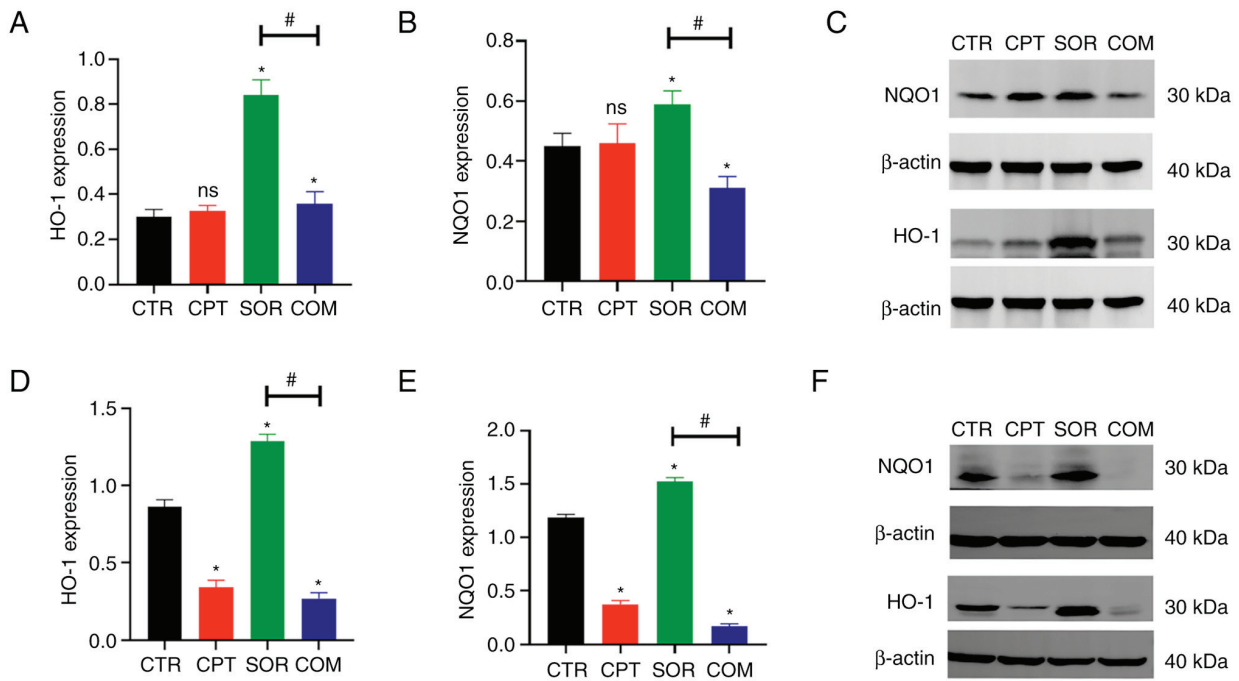 A
#
HO-1 expression
1.0
0.8
0.6
0.4
0.2
0.0
ns
*
*
CTR CPT SOR COM
B
#
NQO1 expression
0.8
0.6
0.4
0.2
0.0
ns
*
*
CTR CPT SOR COM
C
CTR CPT SOR COM
NQO1 30 kDa
β-actin 40 kDa
HO-1 30 kDa
β-actin 40 kDa
D
#
HO-1 expression
1.5
1.0
0.5
0.0
*
*
*
CTR CPT SOR COM
E
#
NQO1 expression
2.0
1.5
1.0
0.5
0.0
*
*
*
CTR CPT SOR COM
F
CTR CPT SOR COM
NQO1 30 kDa
β-actin 40 kDa
HO-1 30 kDa
β-actin 40 kDa